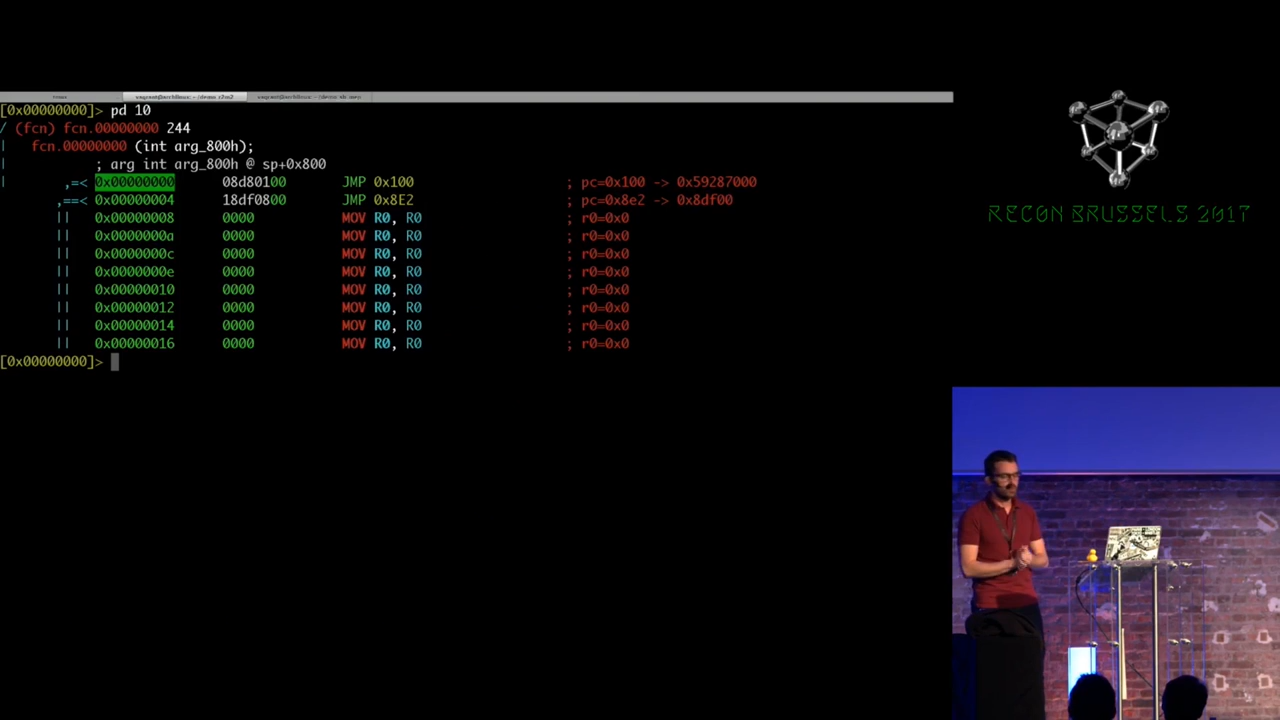 [0x00000000]> pd 10
/ (fcn) fcn.00000000 244
| fcn.00000000 (int arg_800h);
| ; arg int arg_800h @ sp+0x800
| ,=< 0x00000000 08d80100 JMP 0x100 ; pc=0x100 -> 0x59287000
,==< 0x00000004 18df0800 JMP 0x8E2 ; pc=0x8e2 -> 0x8df00
|| 0x00000008 0000 MOV R0, R0 ; r0=0x0
|| 0x0000000a 0000 MOV R0, R0 ; r0=0x0
|| 0x0000000c 0000 MOV R0, R0 ; r0=0x0
|| 0x0000000e 0000 MOV R0, R0 ; r0=0x0
|| 0x00000010 0000 MOV R0, R0 ; r0=0x0
|| 0x00000012 0000 MOV R0, R0 ; r0=0x0
|| 0x00000014 0000 MOV R0, R0 ; r0=0x0
|| 0x00000016 0000 MOV R0, R0 ; r0=0x0
[0x00000000]>
RECON BRUSSELS 2017